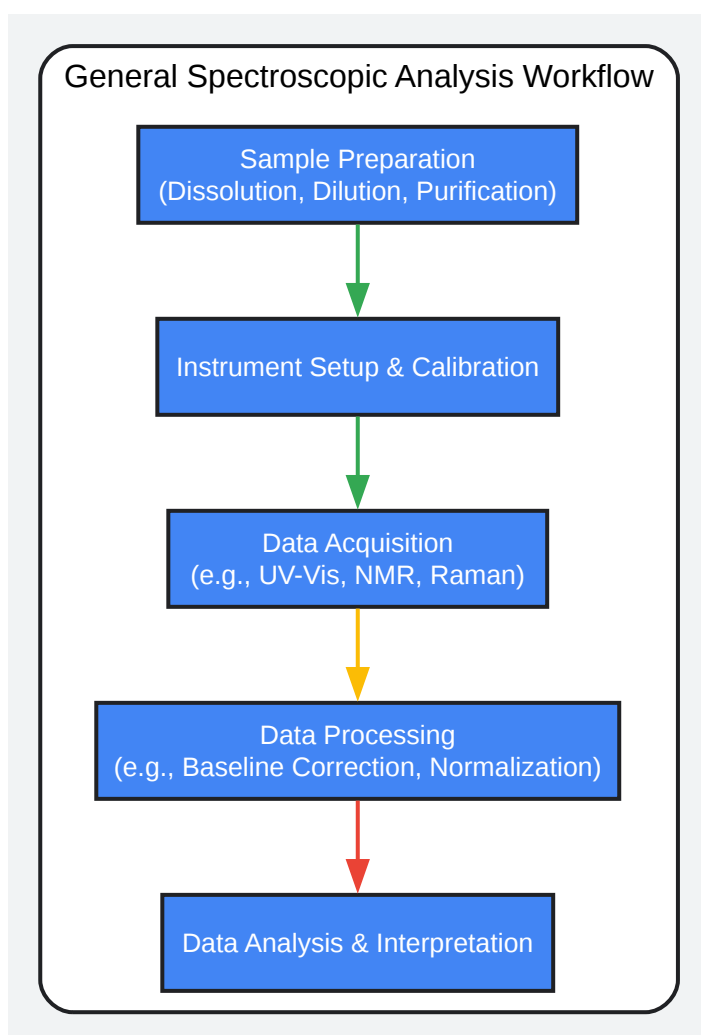 General Spectroscopic Analysis Workflow
Sample Preparation
(Dissolution, Dilution, Purification)
Instrument Setup & Calibration
Data Acquisition
(e.g., UV-Vis, NMR, Raman)
Data Processing
(e.g., Baseline Correction, Normalization)
Data Analysis & Interpretation